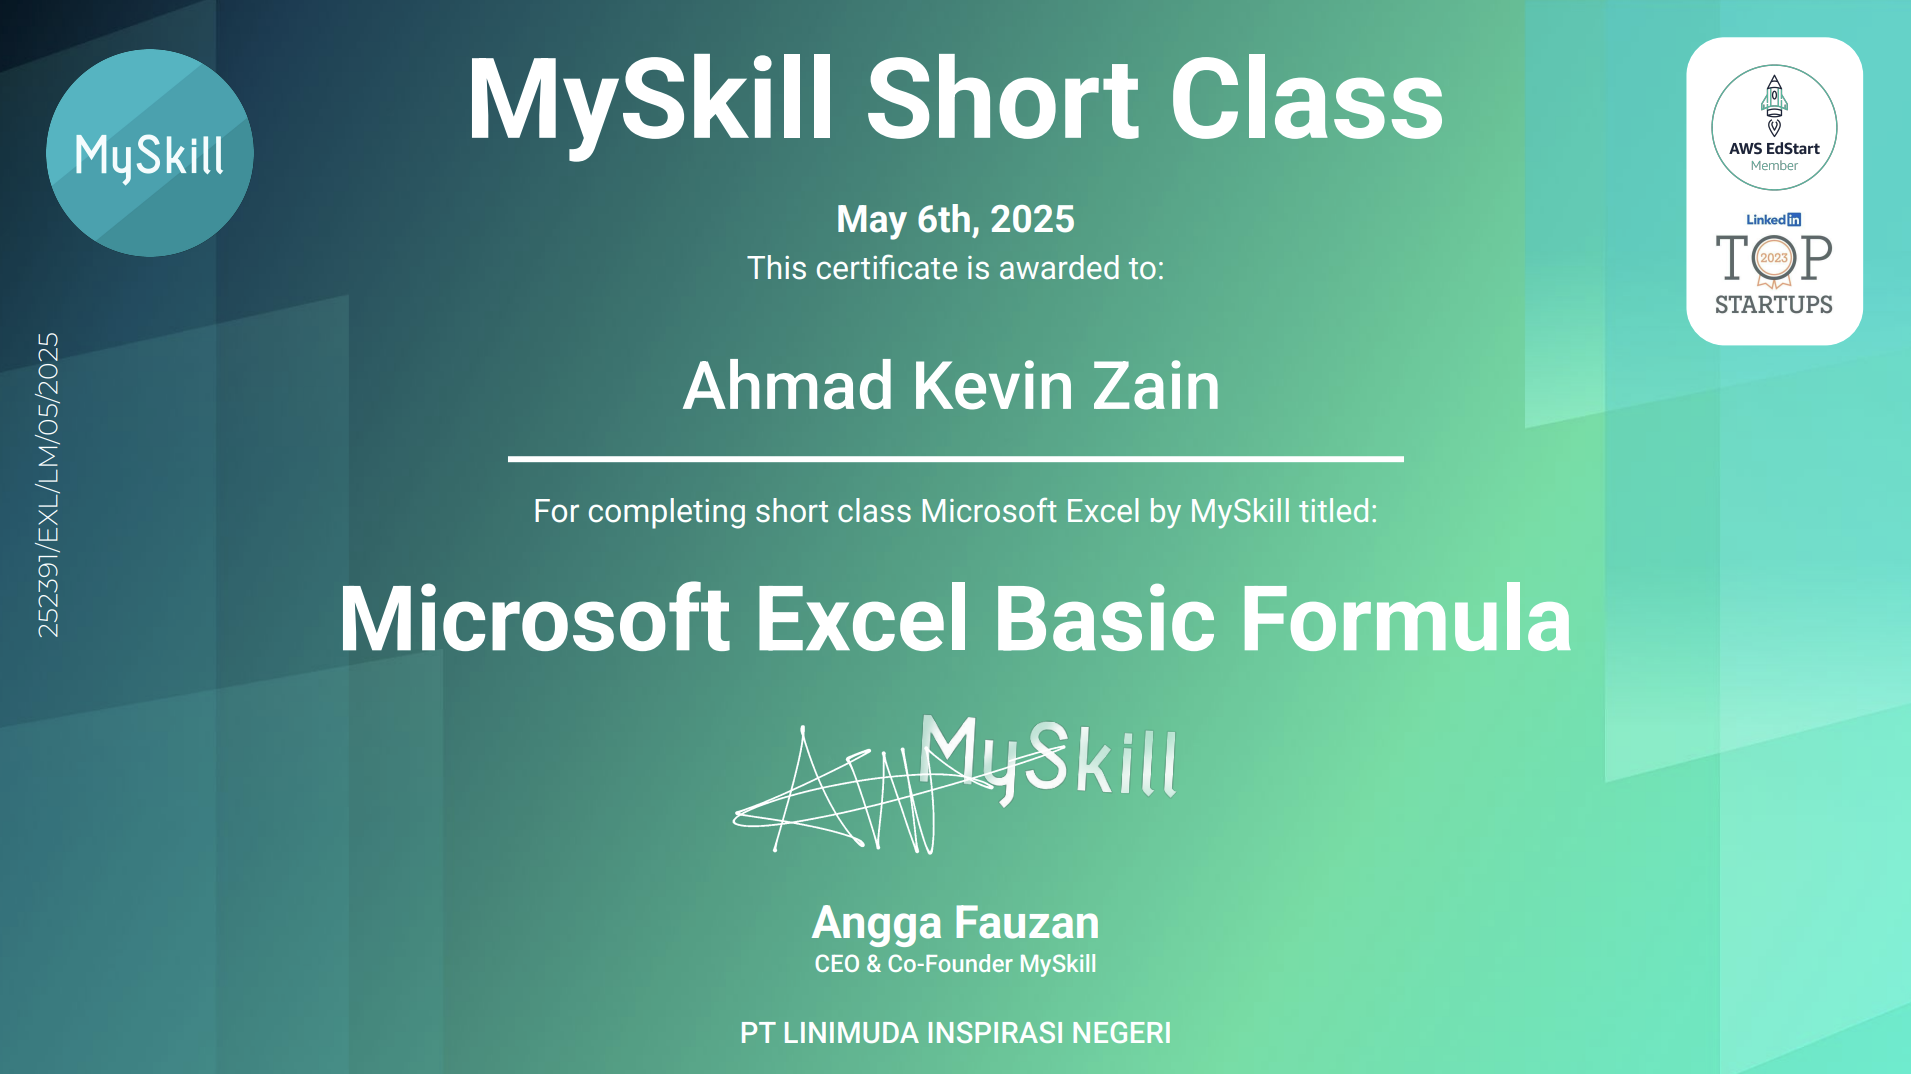 MySkill
MySkill Short Class
AWS EdStart
Member
LinkedIn
TOP
2023
STARTUPS
May 6th, 2025
This certificate is awarded to:
Ahmad Kevin Zain
252391/EXL/LM/05/2025
For completing short class Microsoft Excel by MySkill titled:
Microsoft Excel Basic Formula
MySkill
Angga Fauzan
CEO & Co-Founder MySkill
PT LINIMUDA INSPIRASI NEGERI